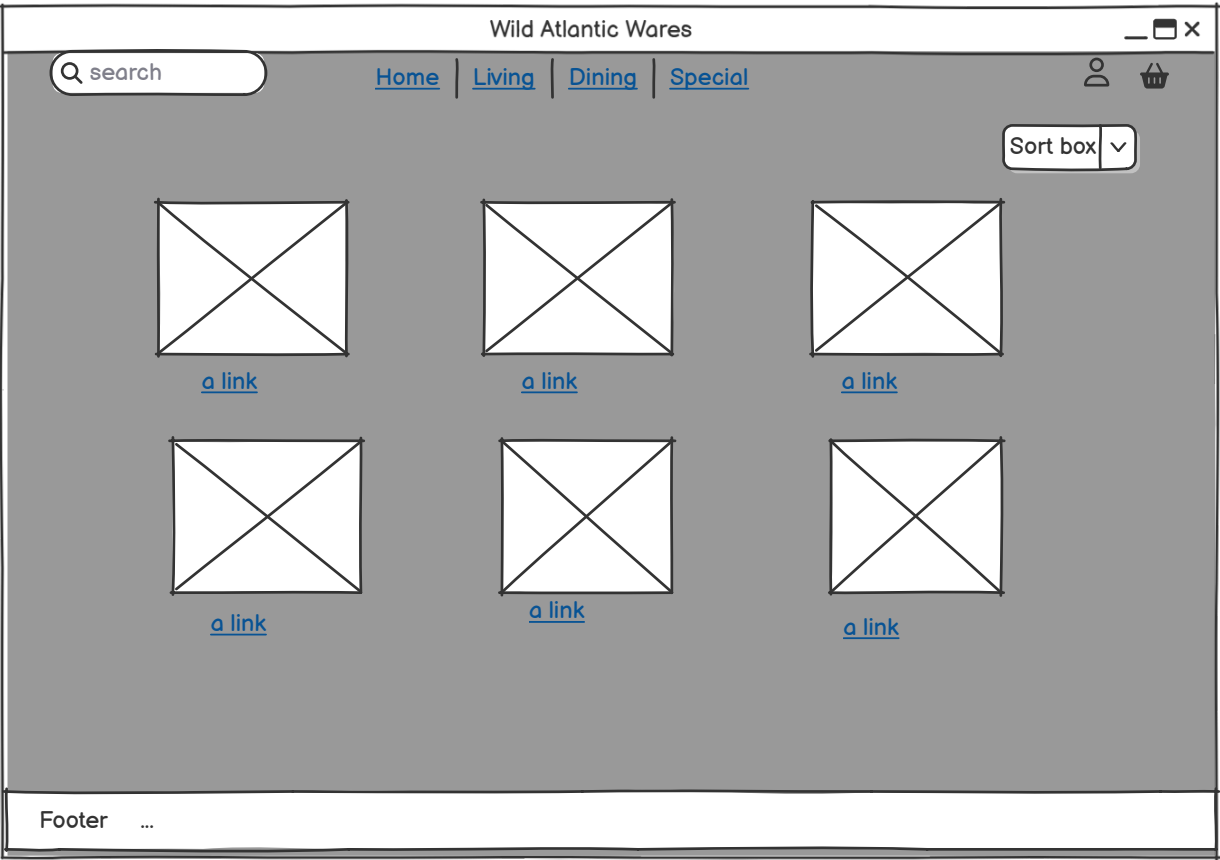 Wild Atlantic Wares
search Home Living Dining Special
Sort box
a link a link a link
a link a link a link
Footer ...